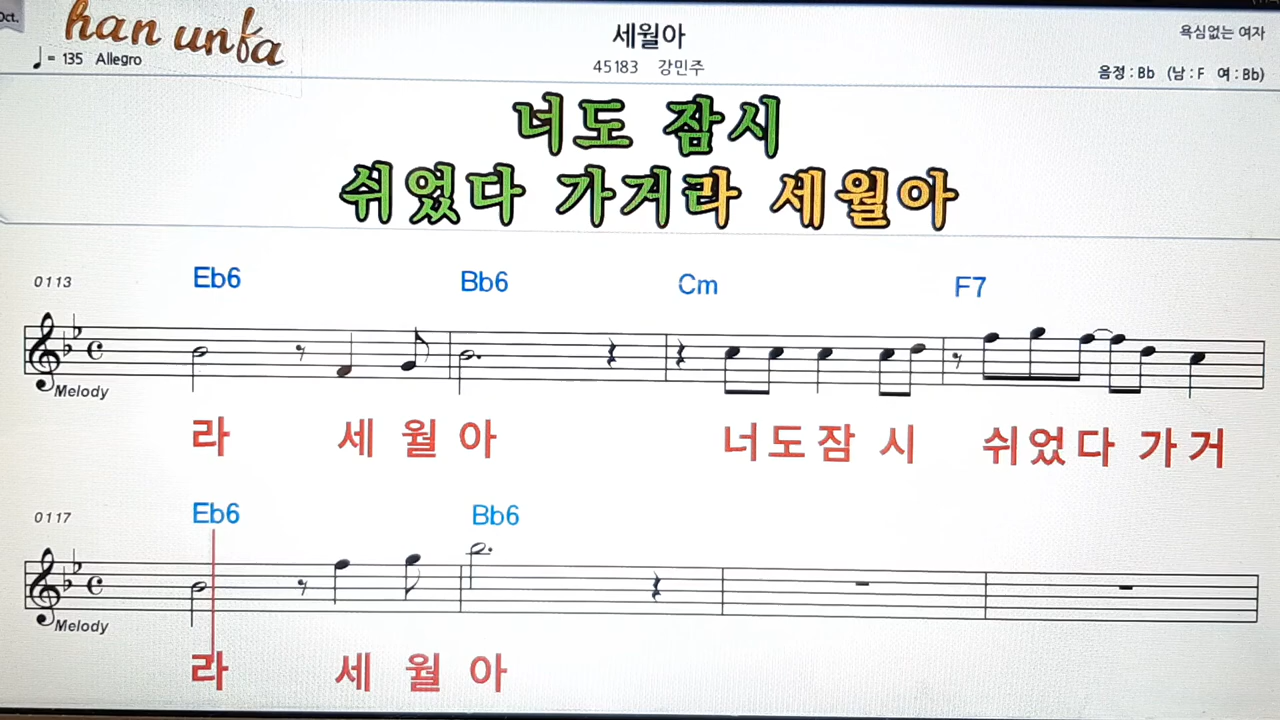 Oct.
han unfa
세월아
욕심없는 여자
♩= 135 Allegro
45183 강민주
음정 : Bb (남 : F 여 : Bb)
너도 잠시
쉬었다 가거라 세월아
0113 Eb6 Bb6 Cm F7
Melody
라 세 월 아 너 도 잠 시 쉬 었 다 가 거
0117 Eb6 Bb6
Melody
라 세 월 아